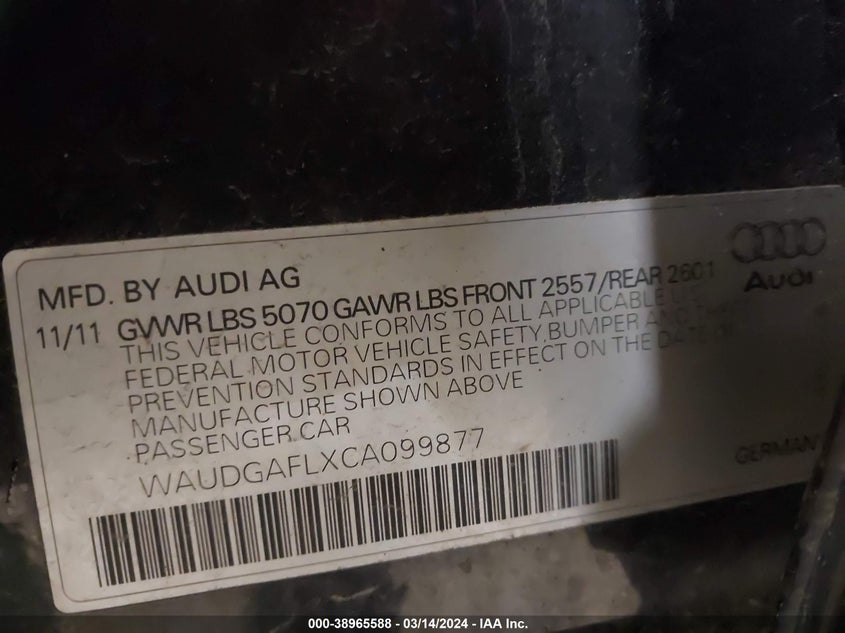 MFD. BY AUDI AG
11/11 GVWR LBS 5070 GAWR LBS FRONT 2557/REAR 2601
THIS VEHICLE CONFORMS TO ALL APPLICABLE U.S.
FEDERAL MOTOR VEHICLE SAFETY, BUMPER AND THEFT
PREVENTION STANDARDS IN EFFECT ON THE DATE OF
MANUFACTURE SHOWN ABOVE
PASSENGER CAR
WAUDGAFLXCA099877
Audi
GERMANY
000-38965588 - 03/14/2024 - IAA Inc.